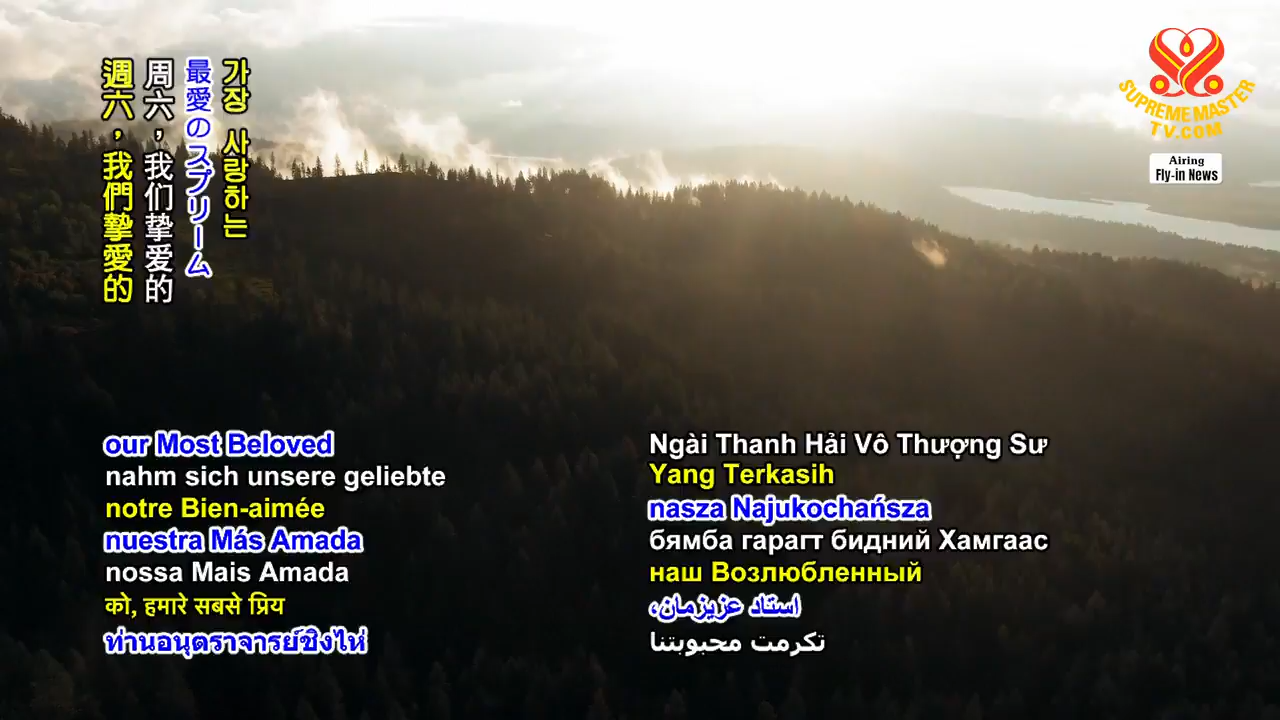 週六，我們摯愛的
周六，我们挚爱的
最愛のスプリーム
가장 사랑하는
SUPREME MASTER
TV.COM
Airing
Fly-in News
our Most Beloved
nahm sich unsere geliebte
notre Bien-aimée
nuestra Más Amada
nossa Mais Amada
को, हमारे सबसे प्रिय
ท่านอนุตราจารย์ชิงไห่
Ngài Thanh Hải Vô Thượng Sư
Yang Terkasih
nasza Najukochańsza
бямба гарагт бидний Хамгаас
наш Возлюбленный
استاد عزیزمان،
تكرمت محبوبتنا